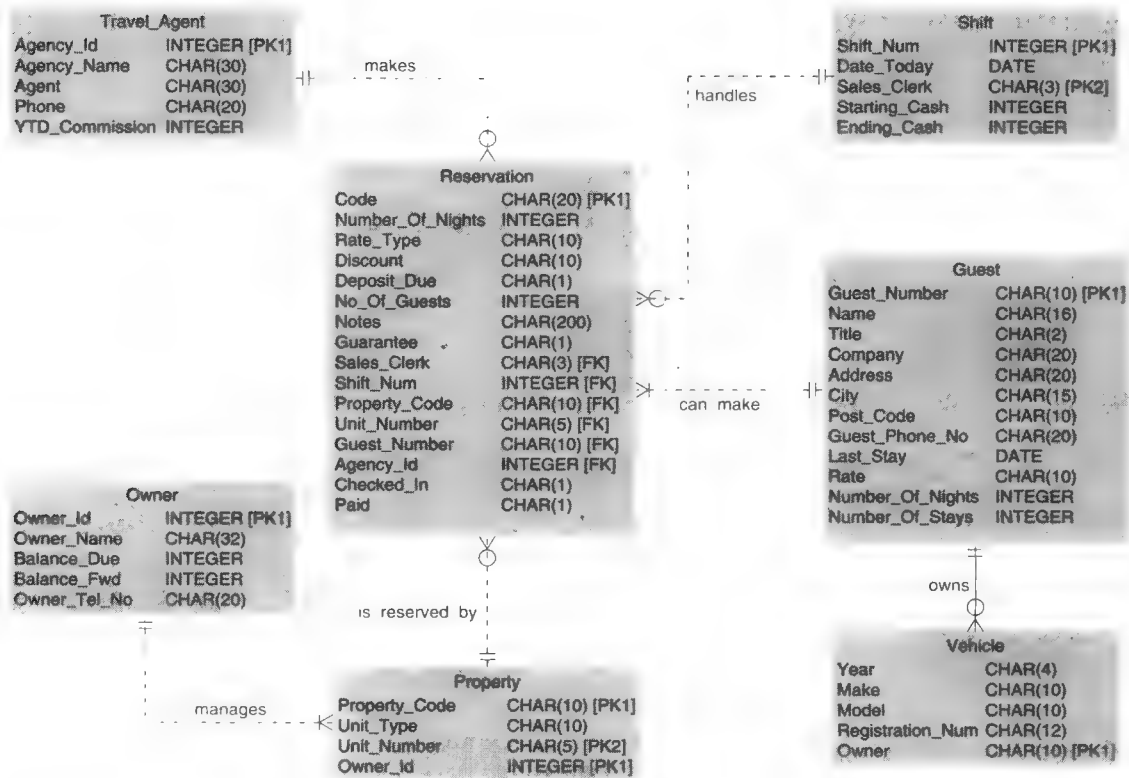 Travel_Agent
Agency_Id INTEGER [PK1]
Agency_Name CHAR(30)
Agent CHAR(30)
Phone CHAR(20)
YTD_Commission INTEGER
makes
handles
Shift
Shift_Num INTEGER [PK1]
Date_Today DATE
Sales_Clerk CHAR(3) [PK2]
Starting_Cash INTEGER
Ending_Cash INTEGER
Reservation
Code CHAR(20) [PK1]
Number_Of_Nights INTEGER
Rate_Type CHAR(10)
Discount CHAR(10)
Deposit_Due CHAR(1)
No_Of_Guests INTEGER
Notes CHAR(200)
Guarantee CHAR(1)
Sales_Clerk CHAR(3) [FK]
Shift_Num INTEGER [FK]
Property_Code CHAR(10) [FK]
Unit_Number CHAR(5) [FK]
Guest_Number CHAR(10) [FK]
Agency_Id INTEGER [FK]
Checked_In CHAR(1)
Paid CHAR(1)
can make
Guest
Guest_Number CHAR(10) [PK1]
Name CHAR(16)
Title CHAR(2)
Company CHAR(20)
Address CHAR(20)
City CHAR(15)
Post_Code CHAR(10)
Guest_Phone_No CHAR(20)
Last_Stay DATE
Rate CHAR(10)
Number_Of_Nights INTEGER
Number_Of_Stays INTEGER
Owner
Owner_Id INTEGER [PK1]
Owner_Name CHAR(32)
Balance_Due INTEGER
Balance_Fwd INTEGER
Owner_Tel_No CHAR(20)
is reserved by
owns
manages
Property
Property_Code CHAR(10) [PK1]
Unit_Type CHAR(10)
Unit_Number CHAR(5) [PK2]
Owner_Id INTEGER [PK1]
Vehicle
Year CHAR(4)
Make CHAR(10)
Model CHAR(10)
Registration_Num CHAR(12)
Owner CHAR(10) [PK1]